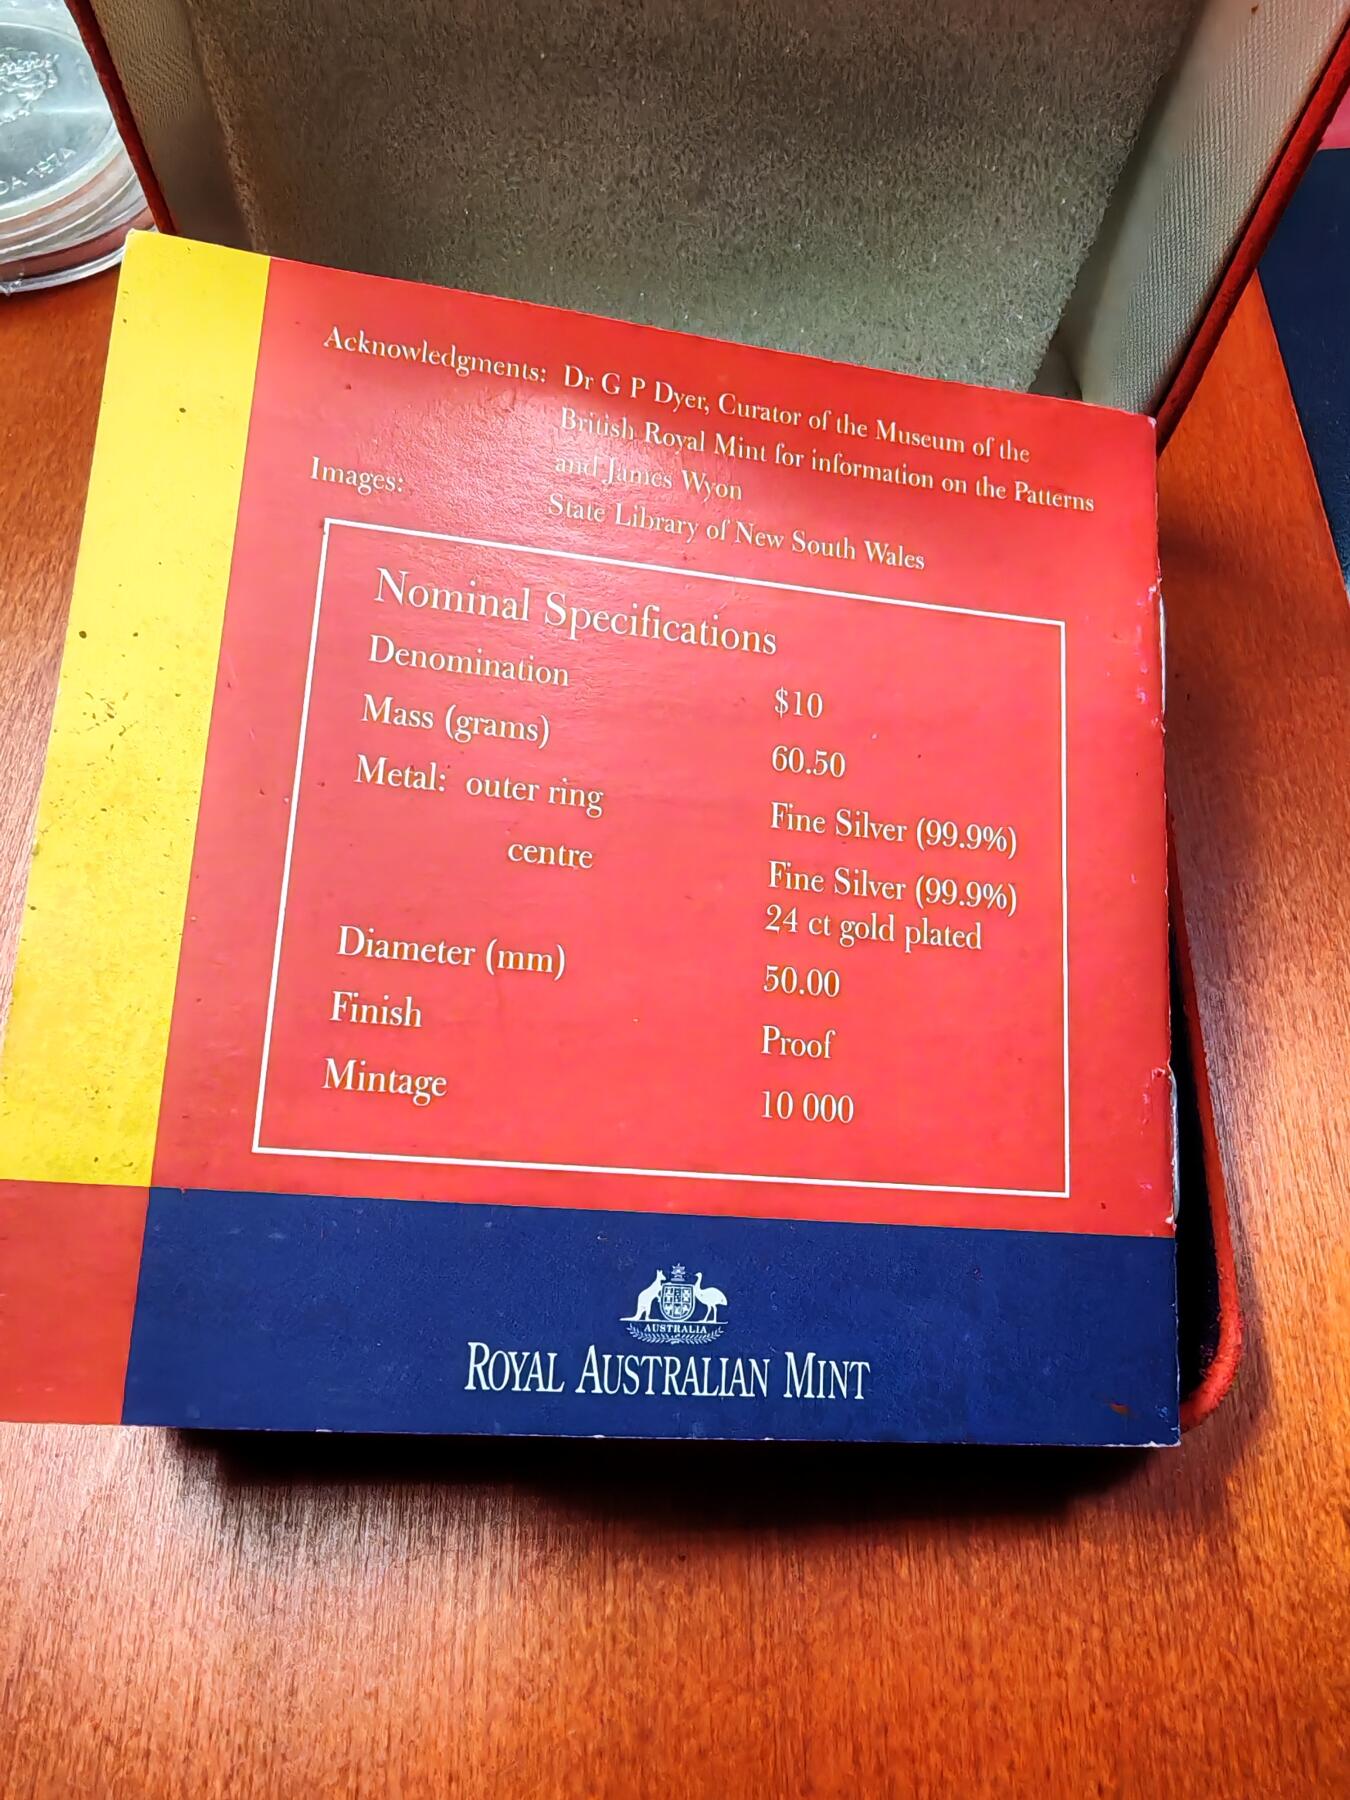 Acknowledgments: Dr G P Dyer, Curator of the Museum of the
British Royal Mint for information on the Patterns
and James Wyon
Images: State Library of New South Wales
Nominal Specifications
Denomination $10
Mass (grams) 60.50
Metal: outer ring Fine Silver (99.9%)
centre Fine Silver (99.9%)
24 ct gold plated
Diameter (mm) 50.00
Finish Proof
Mintage 10 000
AUSTRALIA
ROYAL AUSTRALIAN MINT